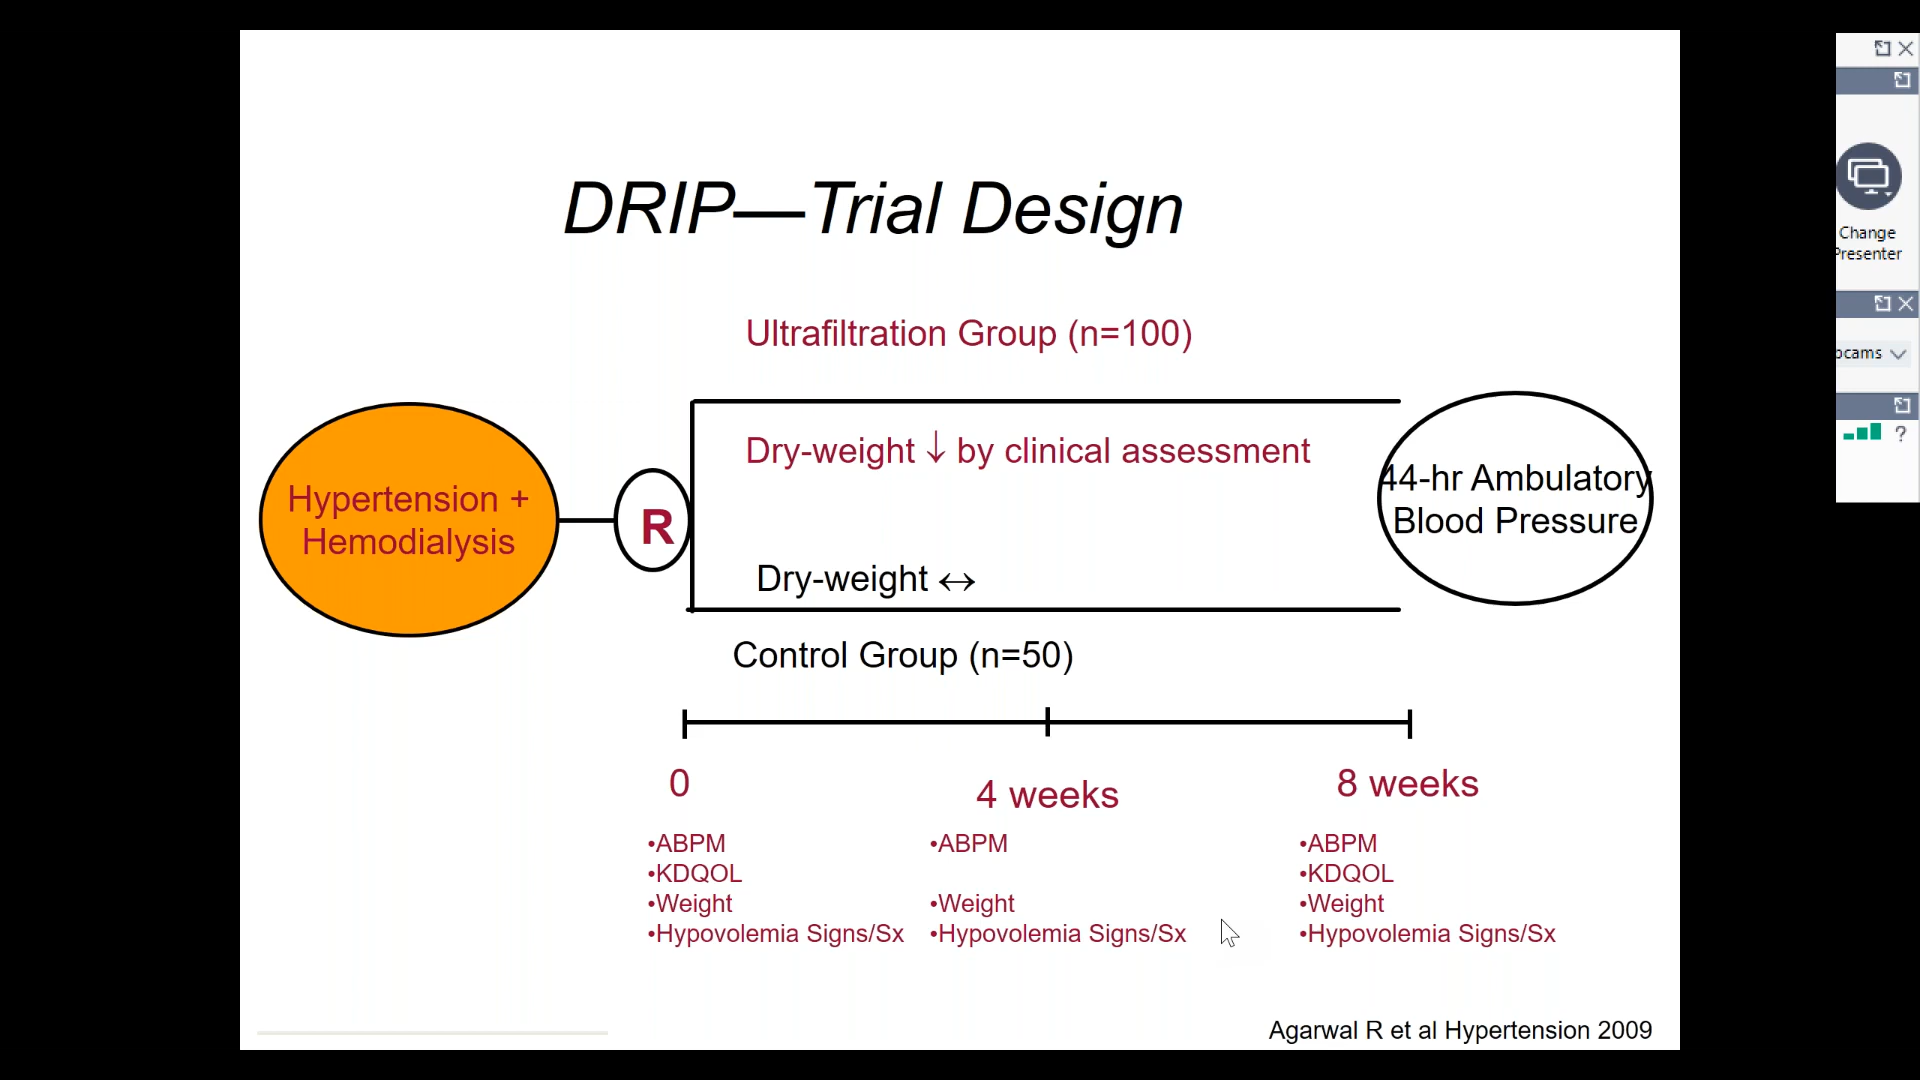 DRIP—Trial Design
Ultrafiltration Group (n=100)
Dry-weight ↓ by clinical assessment
Hypertension +
Hemodialysis
R
44-hr Ambulatory
Blood Pressure
Dry-weight ↔
Control Group (n=50)
0
4 weeks
8 weeks
•ABPM
•KDQOL
•Weight
•Hypovolemia Signs/Sx
•ABPM
•Weight
•Hypovolemia Signs/Sx
•ABPM
•KDQOL
•Weight
•Hypovolemia Signs/Sx
Agarwal R et al Hypertension 2009
Change
Presenter
?